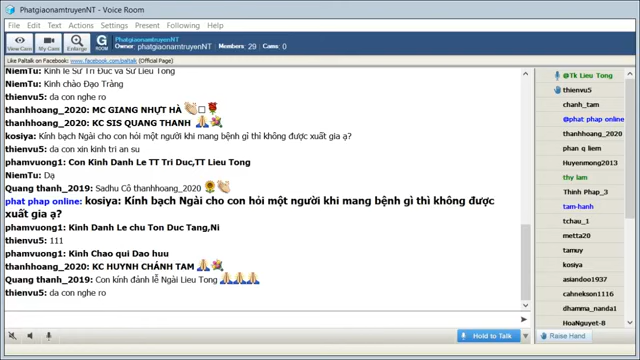 PhatgiaonamtruyenNT - Voice Room
File Edit Text Actions Settings Present Following Help
View Cam My Cam Enlarge
G ROOM
PhatgiaonamtruyenNT
Owner phatgiaonamtruyenNT Members: 29 Cams: 0
Like Paltalk on Facebook: www.facebook.com/paltalk (Official Page)
NiemTu: Kinh le Sư Tri Đuc va Sư Lieu Tong
NiemTu: Kinh chào Đạo Tràng
thienvu5: da con nghe ro
thanhhoang_2020: MC GIANG NHỰT HÀ
thanhhoang_2020: KC SIS QUANG THANH
kosiya: Kính bạch Ngài cho con hỏi một người khi mang bệnh gì thì không được xuất gia ạ?
thienvu5: da con xin kinh tri an su
phamvuong1: Con Kinh Danh Le TT Tri Duc,TT Lieu Tong
NiemTu: Dạ
Quang thanh_2019: Sadhu Cô thanhhoang_2020
phat phap online: kosiya: Kính bạch Ngài cho con hỏi một người khi mang bệnh gì thì không được
xuất gia ạ?
phamvuong1: Kinh Danh Le chu Ton Duc Tang,Ni
thienvu5: 111
phamvuong1: Kinh Chao qui Dao huu
thanhhoang_2020: KC HUYNH CHÁNH TAM
Quang thanh_2019: Con kính đảnh lễ Ngài Lieu Tong
thienvu5: da con nghe ro
@Tk Lieu Tong
thienvu5
chanh_tam
@phat phap online
thanhhoang_2020
phan q liem
Huyenmong2013
thy lam
Thinh Phap_3
tam-hanh
tchau_1
metta20
tamuy
kosiya
asiandoo1937
cahnekson1116
dhamma_nanda1
HoaNguyet-8
Hold to Talk
Raise Hand